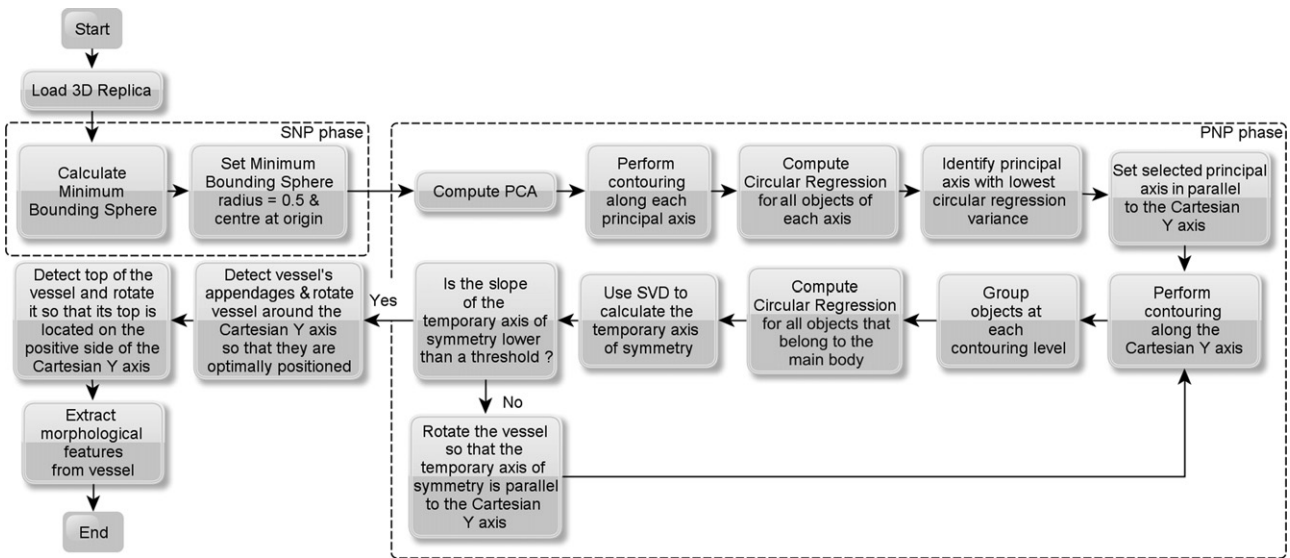 Start
Load 3D Replica
SNP phase
Calculate
Minimum
Bounding Sphere
Set Minimum
Bounding Sphere
radius = 0.5 &
centre at origin
PNP phase
Compute PCA
Perform
contouring
along each
principal axis
Compute
Circular Regression
for all objects of
each axis
Identify principal
axis with lowest
circular regression
variance
Set selected principal
axis in parallel
to the Cartesian
Y axis
Perform
contouring
along the
Cartesian Y axis
Group
objects at
each
contouring level
Compute
Circular Regression
for all objects that
belong to the
main body
Use SVD to
calculate the
temporary axis
of symmetry
Is the slope
of the
temporary axis of
symmetry lower
than a threshold ?
Yes
No
Rotate the vessel
so that the
temporary axis of
symmetry is parallel
to the Cartesian
Y axis
Detect vessel's
appendages & rotate
vessel around the
Cartesian Y axis
so that they are
optimally positioned
Detect top of the
vessel and rotate
it so that its top is
located on the
positive side of the
Cartesian Y axis
Extract
morphological
features
from vessel
End